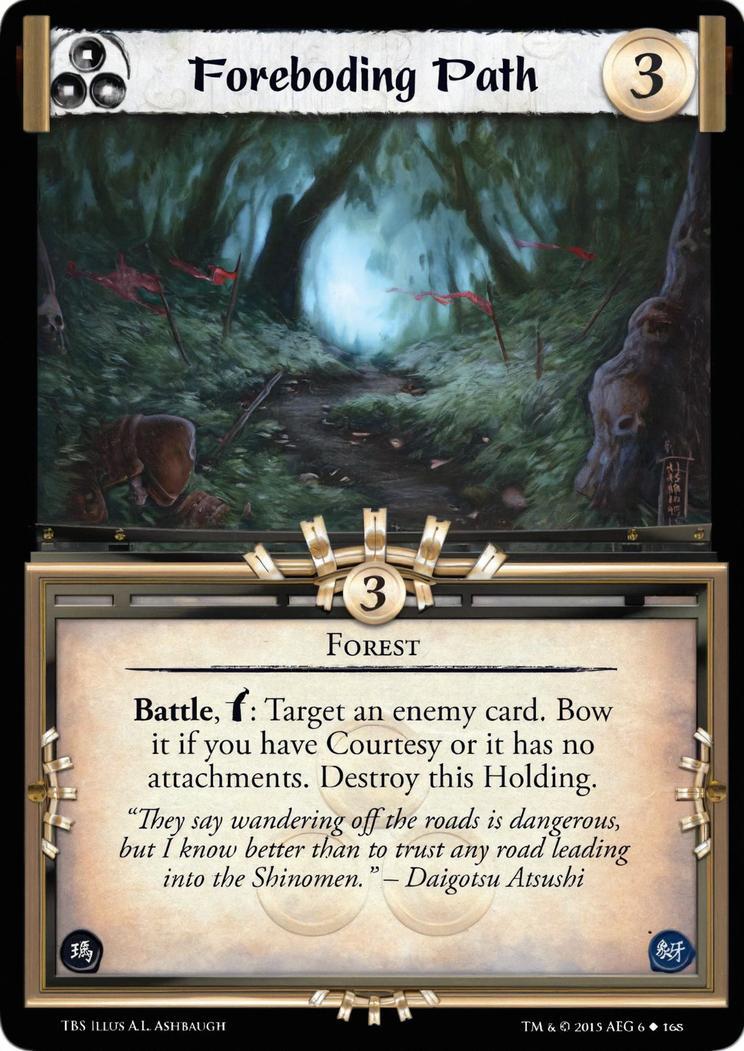 Foreboding Path
3
3
Forest
Battle, : Target an enemy card. Bow
it if you have Courtesy or it has no
attachments. Destroy this Holding.
“They say wandering off the roads is dangerous,
but I know better than to trust any road leading
into the Shinomen.” – Daigotsu Atsushi
TBS Illus A.L. Ashbaugh
TM & © 2015 AEG 6 ◆ 168